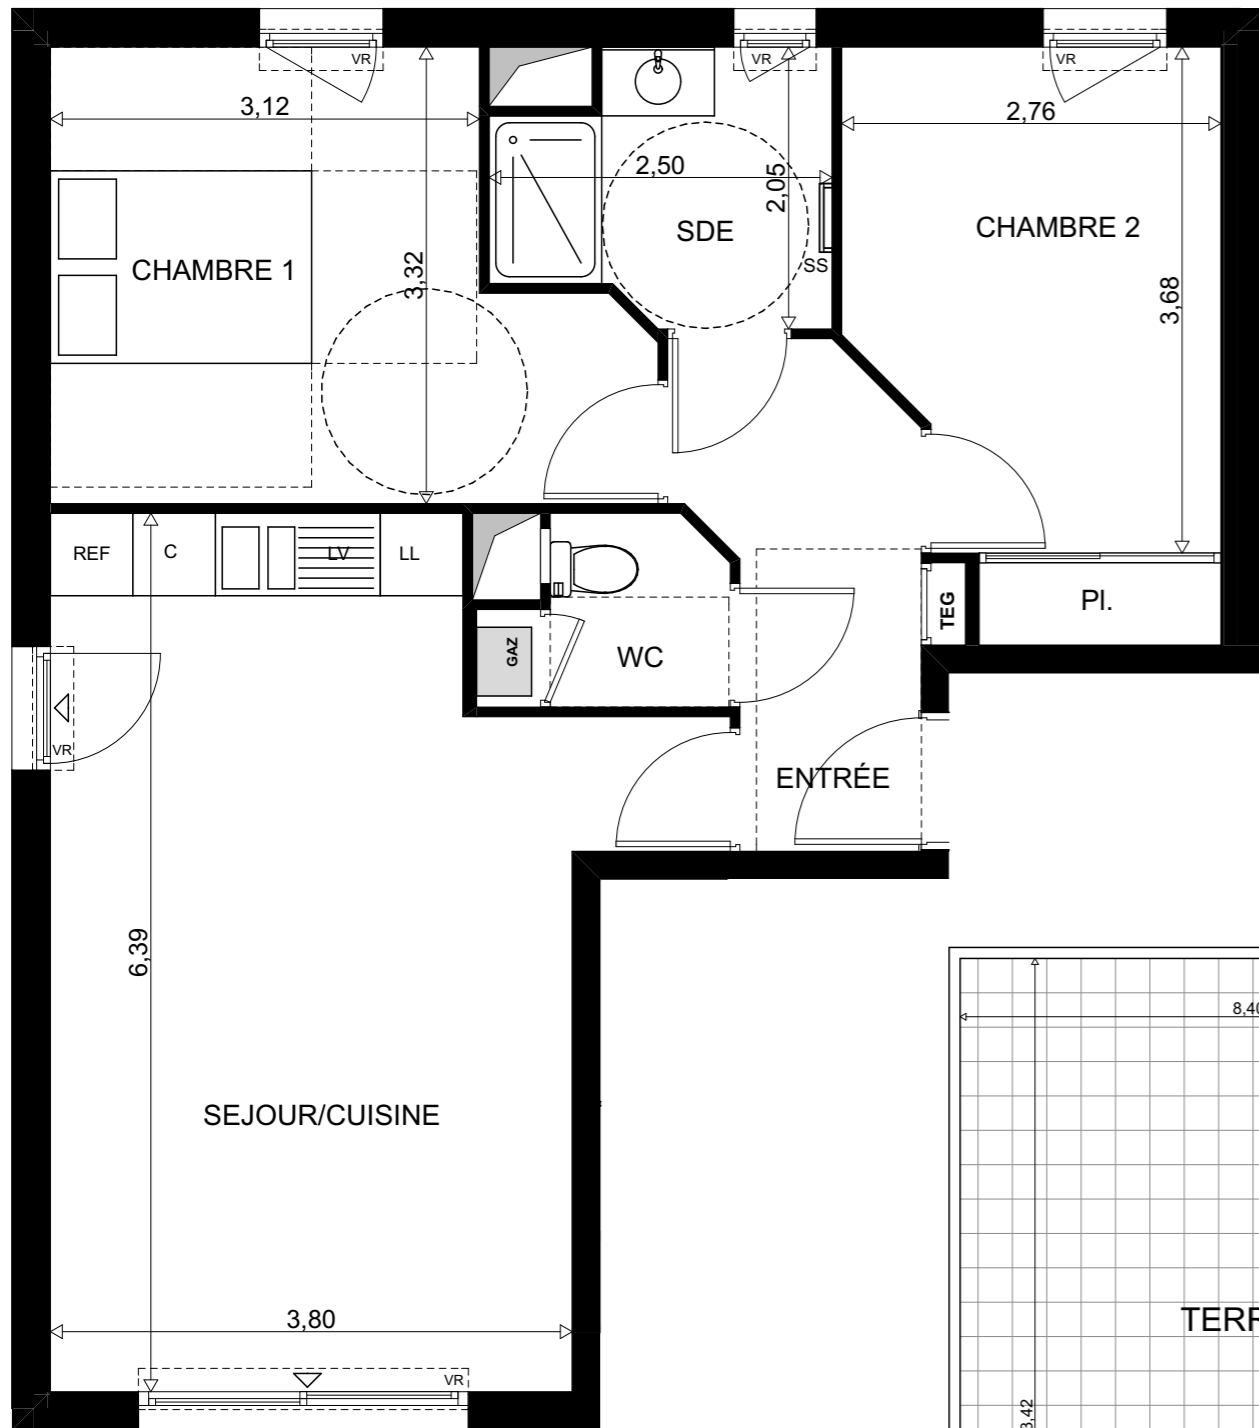 VR
VR
VR
3,12
2,76
2,50
2,05
SDE
CHAMBRE 2
CHAMBRE 1
3,32
SS
3,68
REF
C
LV
LL
TEG
Pl.
GAZ
WC
VR
ENTRÉE
6,39
8,40
SEJOUR/CUISINE
3,80
TERR
VR
3,42